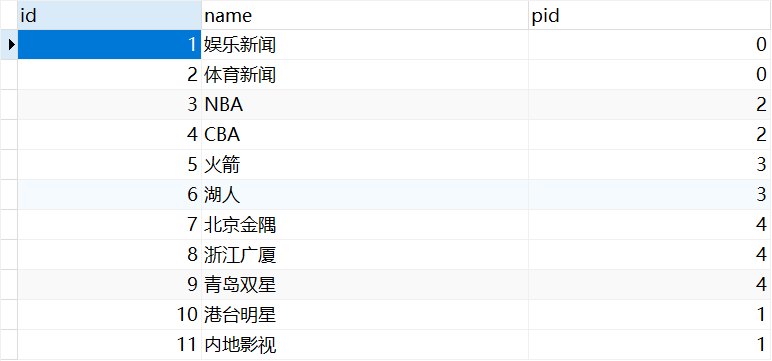 id name pid
1 娱乐新闻 0
2 体育新闻 0
3 NBA 2
4 CBA 2
5 火箭 3
6 湖人 3
7 北京金隅 4
8 浙江广厦 4
9 青岛双星 4
10 港台明星 1
11 内地影视 1